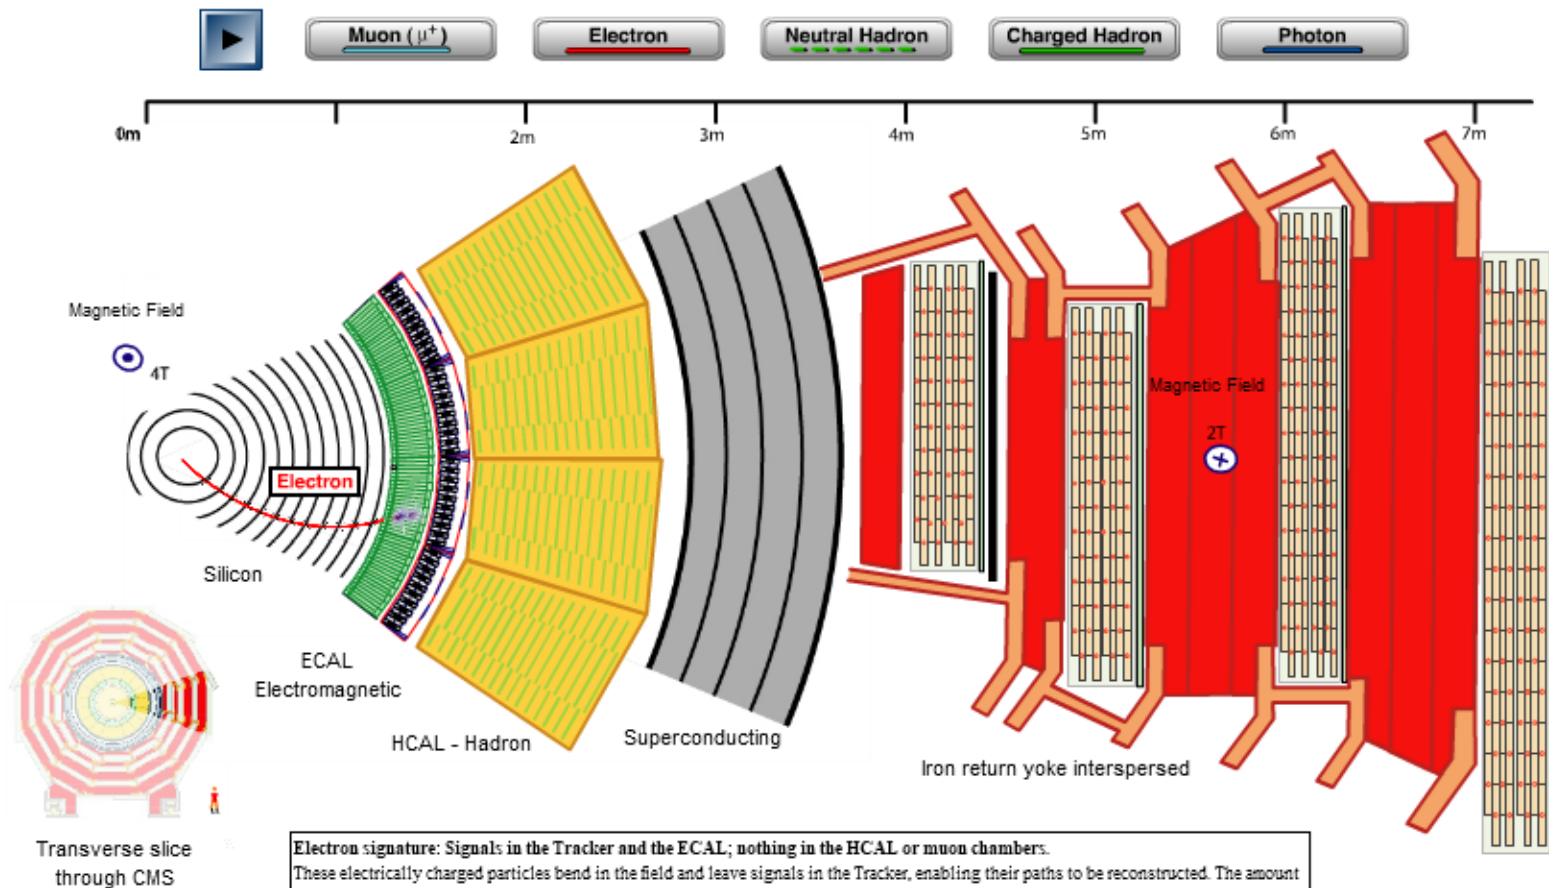 Muon (μ⁺)
Electron
Neutral Hadron
Charged Hadron
Photon
0m
2m
3m
4m
5m
6m
7m
Magnetic Field
4T
Magnetic Field
2T
Electron
Silicon
ECAL
Electromagnetic
HCAL - Hadron
Superconducting
Iron return yoke interspersed
Transverse slice
through CMS
Electron signature: Signals in the Tracker and the ECAL; nothing in the HCAL or muon chambers.
These electrically charged particles bend in the field and leave signals in the Tracker, enabling their paths to be reconstructed. The amount